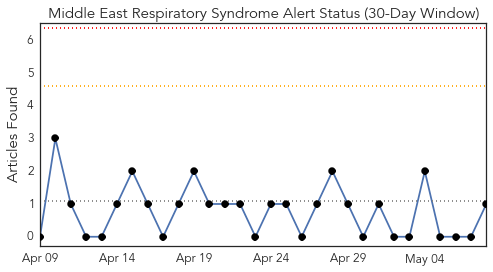 Middle East Respiratory Syndrome Alert Status (30-Day Window)
Articles Found
6
5
4
3
2
1
0
Apr 09
Apr 14
Apr 19
Apr 24
Apr 29
May 04